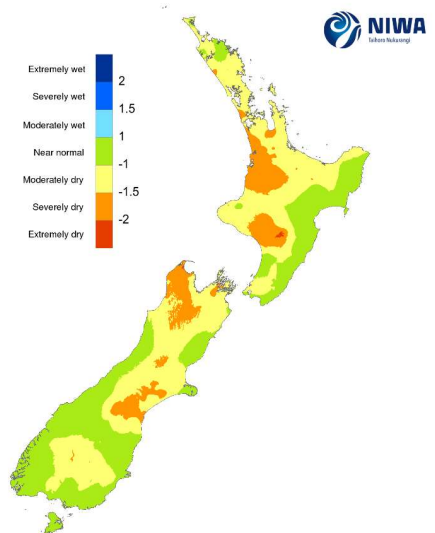 NIWA
Taihoro Nukurangi
Extremely wet
2
Severely wet
1.5
Moderately wet
1
Near normal
-1
Moderately dry
-1.5
Severely dry
-2
Extremely dry